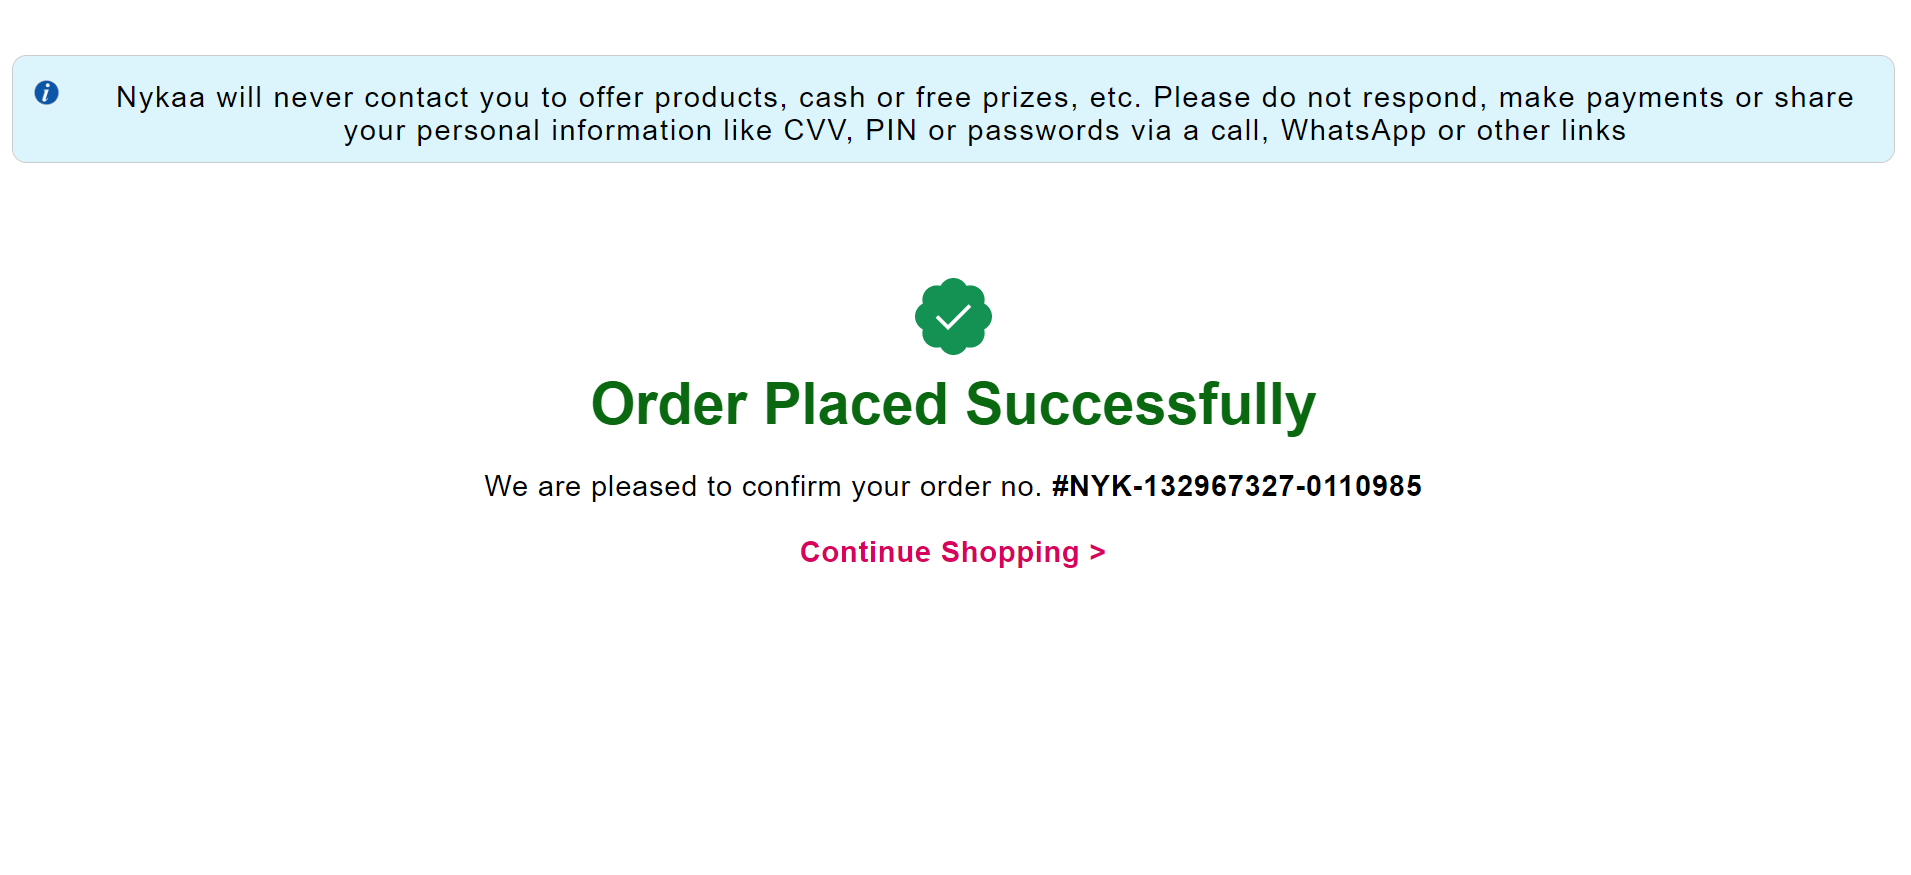 Nykaa will never contact you to offer products, cash or free prizes, etc. Please do not respond, make payments or share
your personal information like CVV, PIN or passwords via a call, WhatsApp or other links
Order Placed Successfully
We are pleased to confirm your order no. #NYK-132967327-0110985
Continue Shopping >